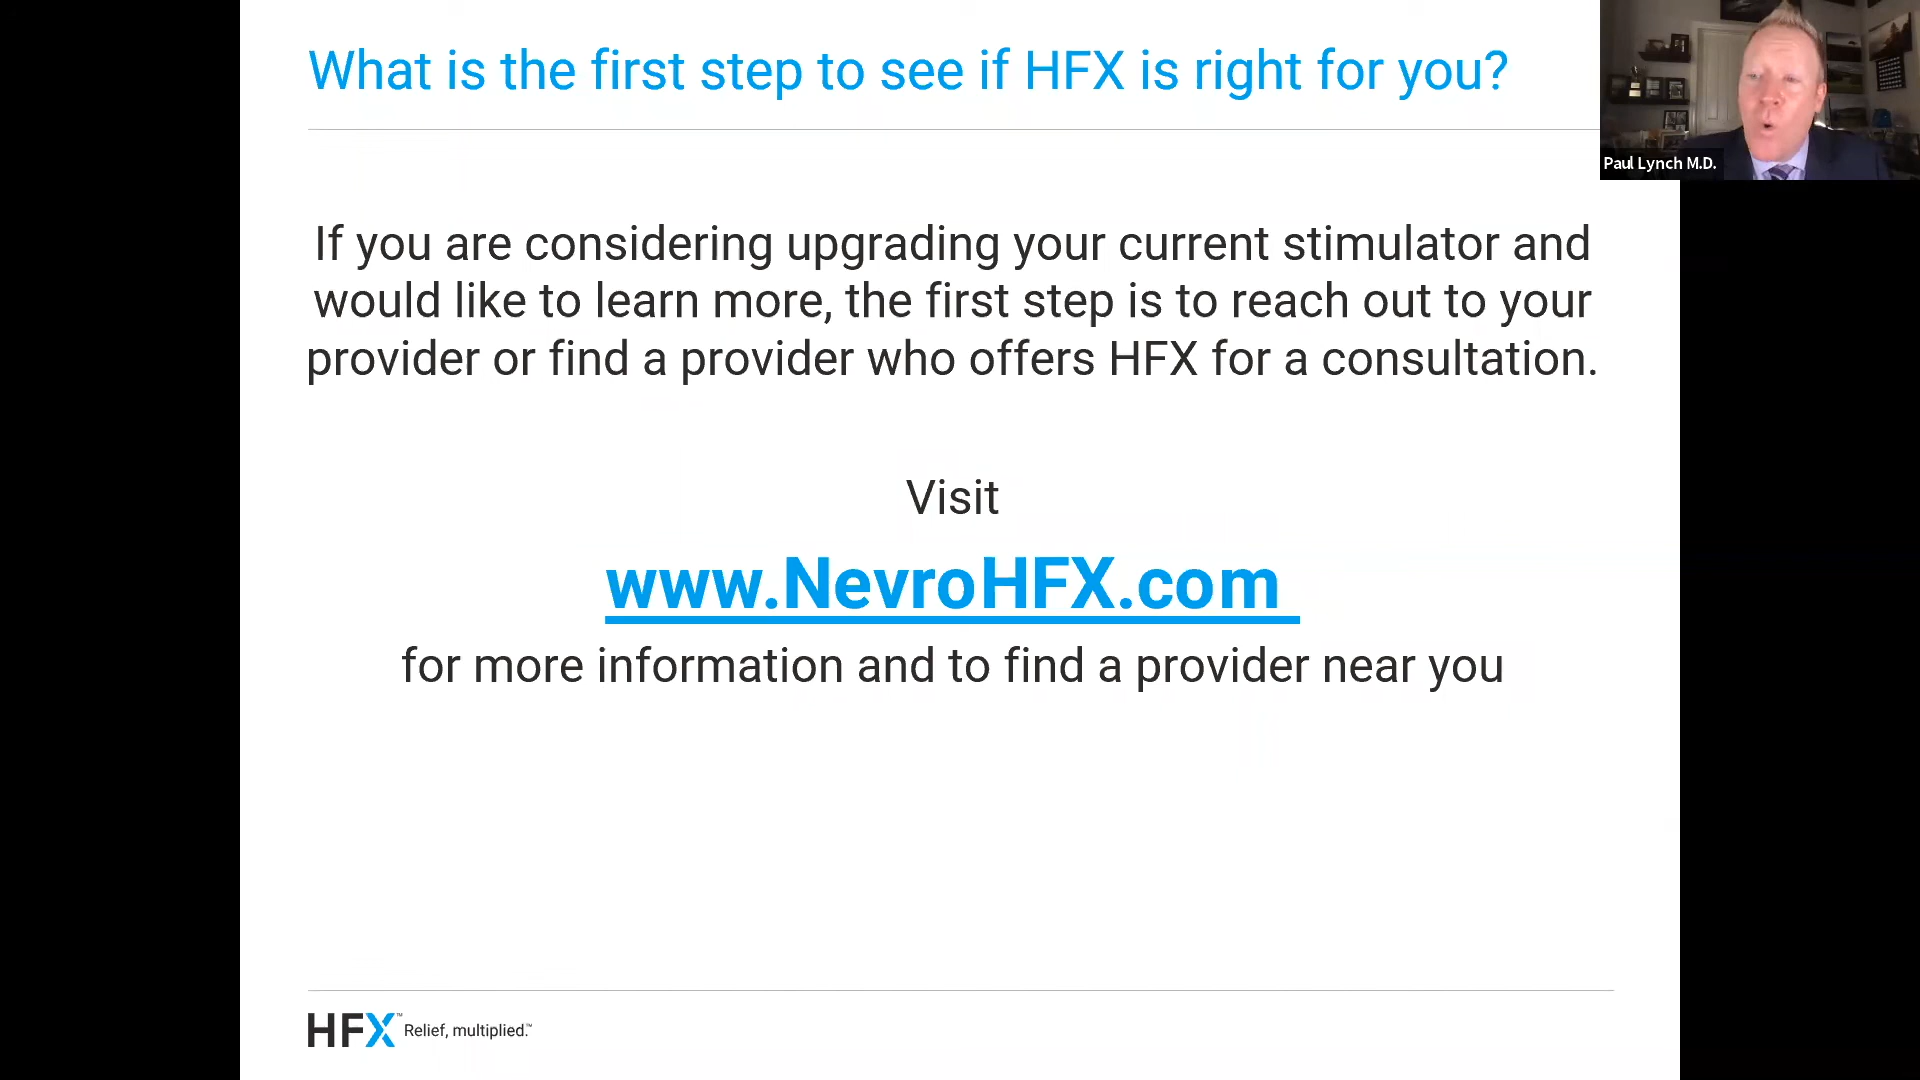 What is the first step to see if HFX is right for you?
Paul Lynch M.D.
If you are considering upgrading your current stimulator and
would like to learn more, the first step is to reach out to your
provider or find a provider who offers HFX for a consultation.
Visit
www.NevroHFX.com
for more information and to find a provider near you
HFX™ Relief, multiplied.™